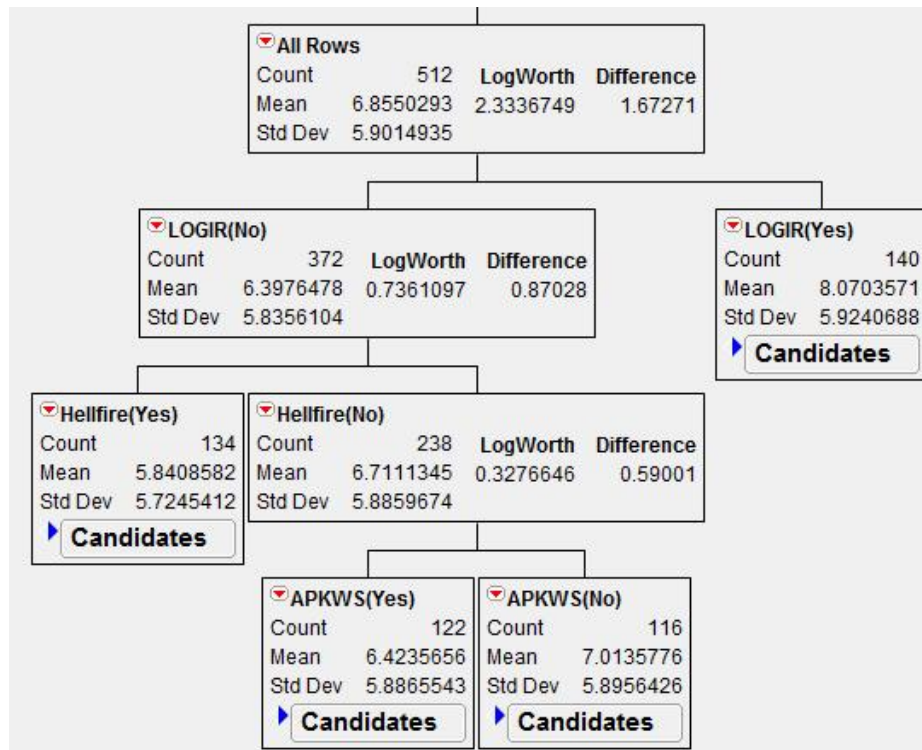 All Rows
Count 512 LogWorth Difference
Mean 6.8550293 2.3336749 1.67271
Std Dev 5.9014935
LOGIR(No)
Count 372 LogWorth Difference
Mean 6.3976478 0.7361097 0.87028
Std Dev 5.8356104
LOGIR(Yes)
Count 140
Mean 8.0703571
Std Dev 5.9240688
Candidates
Hellfire(Yes)
Count 134
Mean 5.8408582
Std Dev 5.7245412
Candidates
Hellfire(No)
Count 238 LogWorth Difference
Mean 6.7111345 0.3276646 0.59001
Std Dev 5.8859674
APKWS(Yes)
Count 122
Mean 6.4235656
Std Dev 5.8865543
Candidates
APKWS(No)
Count 116
Mean 7.0135776
Std Dev 5.8956426
Candidates